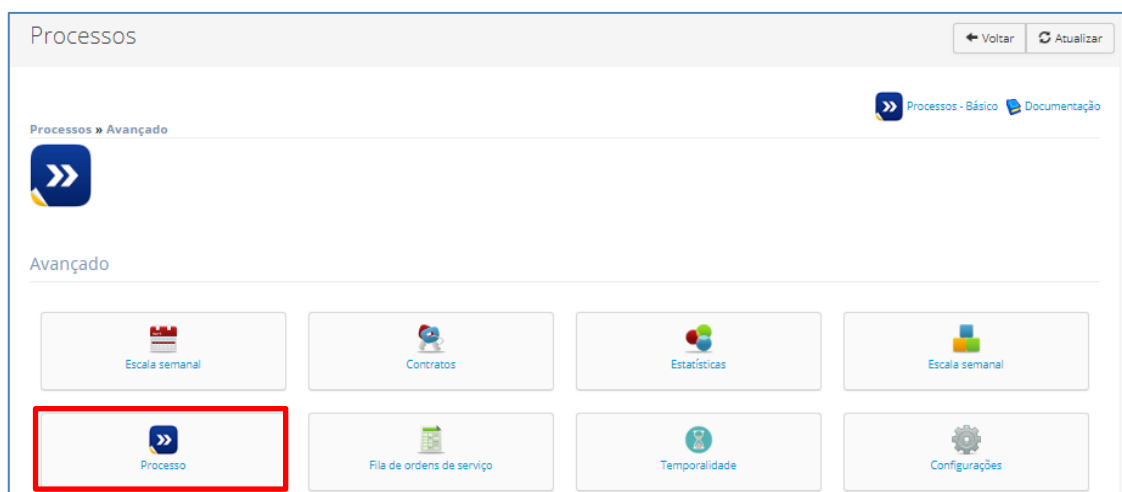 Processos
Voltar Atualizar
Processos - Básico Documentação
Processos » Avançado
Avançado
Escala semanal Contratos Estatísticas Escala semanal
Processo Fila de ordens de serviço Temporalidade Configurações